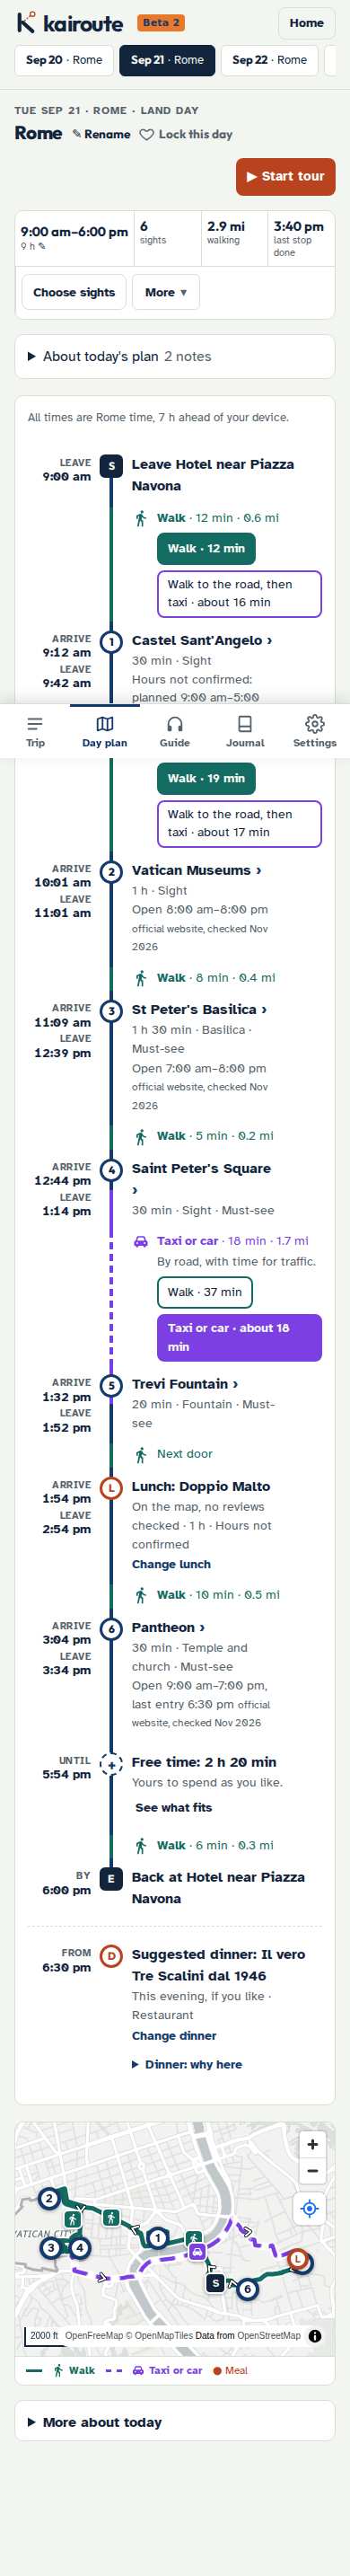 kairoute Beta 2 Home
Sep 20 · Rome Sep 21 · Rome Sep 22 · Rome
TUE SEP 21 · ROME · LAND DAY
Rome ✎ Rename Lock this day
▶ Start tour
9:00 am–6:00 pm 6 2.9 mi 3:40 pm
9 h ✎ sights walking last stop
done
Choose sights More ▾
▶ About today's plan 2 notes
All times are Rome time, 7 h ahead of your device.
LEAVE
9:00 am
S
Leave Hotel near Piazza
Navona
Walk · 12 min · 0.6 mi
Walk · 12 min
Walk to the road, then
taxi · about 16 min
ARRIVE
9:12 am
LEAVE
9:42 am
1
Castel Sant'Angelo ›
30 min · Sight
Hours not confirmed:
planned 9:00 am–5:00
Trip Day plan Guide Journal Settings
Walk · 19 min
Walk to the road, then
taxi · about 17 min
ARRIVE
10:01 am
LEAVE
11:01 am
2
Vatican Museums ›
1 h · Sight
Open 8:00 am–8:00 pm
official website, checked Nov
2026
Walk · 8 min · 0.4 mi
ARRIVE
11:09 am
LEAVE
12:39 pm
3
St Peter's Basilica ›
1 h 30 min · Basilica ·
Must-see
Open 7:00 am–8:00 pm
official website, checked Nov
2026
Walk · 5 min · 0.2 mi
ARRIVE
12:44 pm
LEAVE
1:14 pm
4
Saint Peter's Square
›
30 min · Sight · Must-see
Taxi or car · 18 min · 1.7 mi
By road, with time for traffic.
Walk · 37 min
Taxi or car · about 18
min
ARRIVE
1:32 pm
LEAVE
1:52 pm
5
Trevi Fountain ›
20 min · Fountain · Must-
see
Next door
ARRIVE
1:54 pm
LEAVE
2:54 pm
L
Lunch: Doppio Malto
On the map, no reviews
checked · 1 h · Hours not
confirmed
Change lunch
Walk · 10 min · 0.5 mi
ARRIVE
3:04 pm
LEAVE
3:34 pm
6
Pantheon ›
30 min · Temple and
church · Must-see
Open 9:00 am–7:00 pm,
last entry 6:30 pm official
website, checked Nov 2026
UNTIL
5:54 pm
+
Free time: 2 h 20 min
Yours to spend as you like.
See what fits
Walk · 6 min · 0.3 mi
BY
6:00 pm
E
Back at Hotel near Piazza
Navona
FROM
6:30 pm
D
Suggested dinner: Il vero
Tre Scalini dal 1946
This evening, if you like ·
Restaurant
Change dinner
▶ Dinner: why here
+
−
2
1
VATICAN CITY
3 4
L
S
6
2000 ft OpenFreeMap © OpenMapTiles Data from OpenStreetMap
Walk Taxi or car Meal
▶ More about today